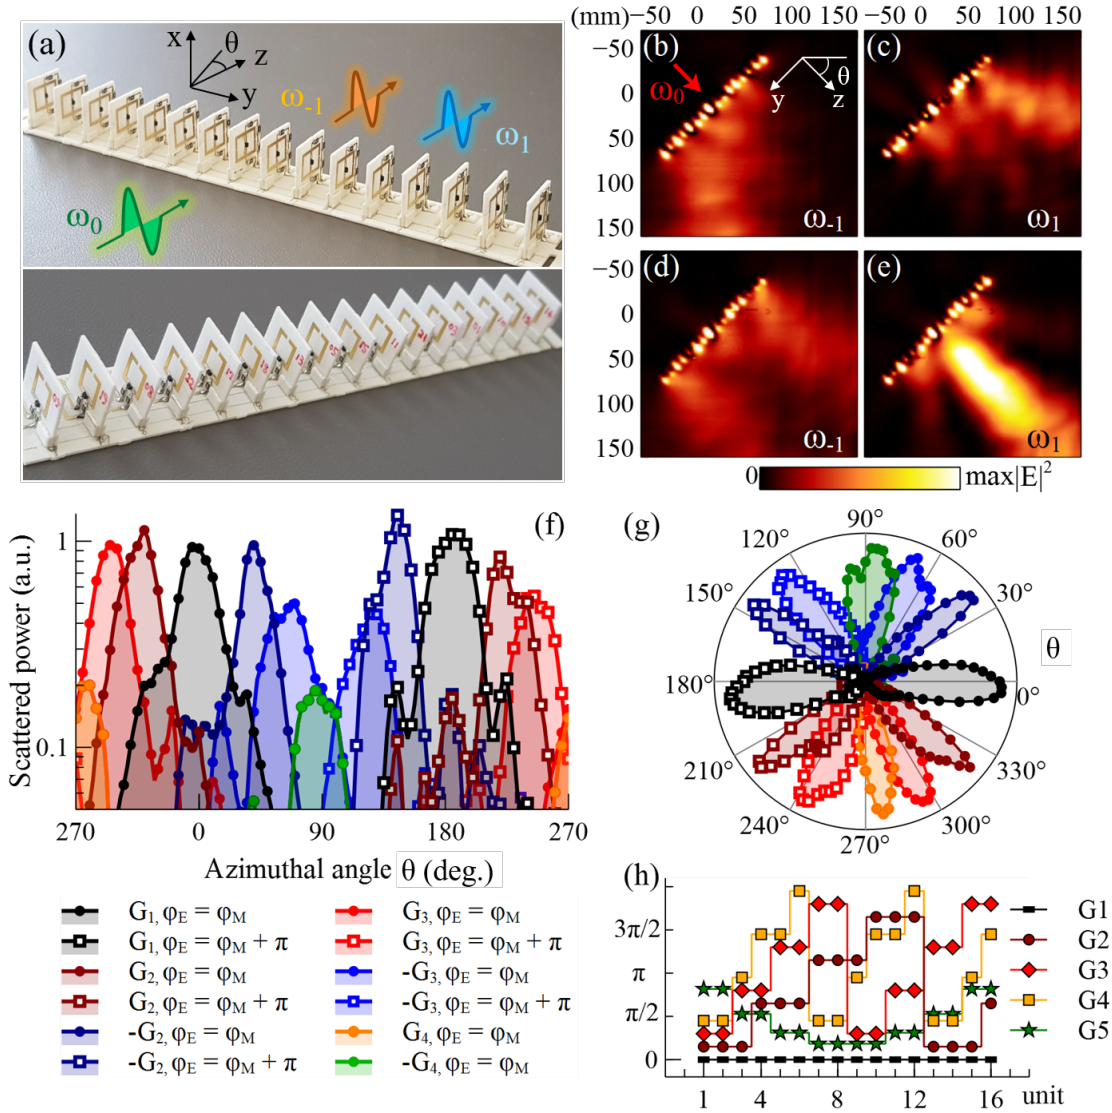 (mm) −50 0 50 100 150 −50 0 50 100 150
(a)
x
θ
z
y
ω-1
ω1
ω0
−50
0
50
100
150
(b)
ω0
y
z
θ
ω-1
(c)
ω1
−50
0
50
100
150
(d)
ω-1
(e)
ω1
0
max|E|²
(f)
Scattered power (a.u.)
1
0.1
270 0 90 180 270
Azimuthal angle θ (deg.)
(g)
90°
60°
30°
0°
330°
300°
270°
240°
210°
180°
150°
120°
θ
G1, φE = φM
G1, φE = φM + π
G2, φE = φM
G2, φE = φM + π
-G2, φE = φM
-G2, φE = φM + π
G3, φE = φM
G3, φE = φM + π
-G3, φE = φM
-G3, φE = φM + π
G4, φE = φM
-G4, φE = φM
(h)
3π/2
π
π/2
0
1 4 8 12 16 unit
G1
G2
G3
G4
G5